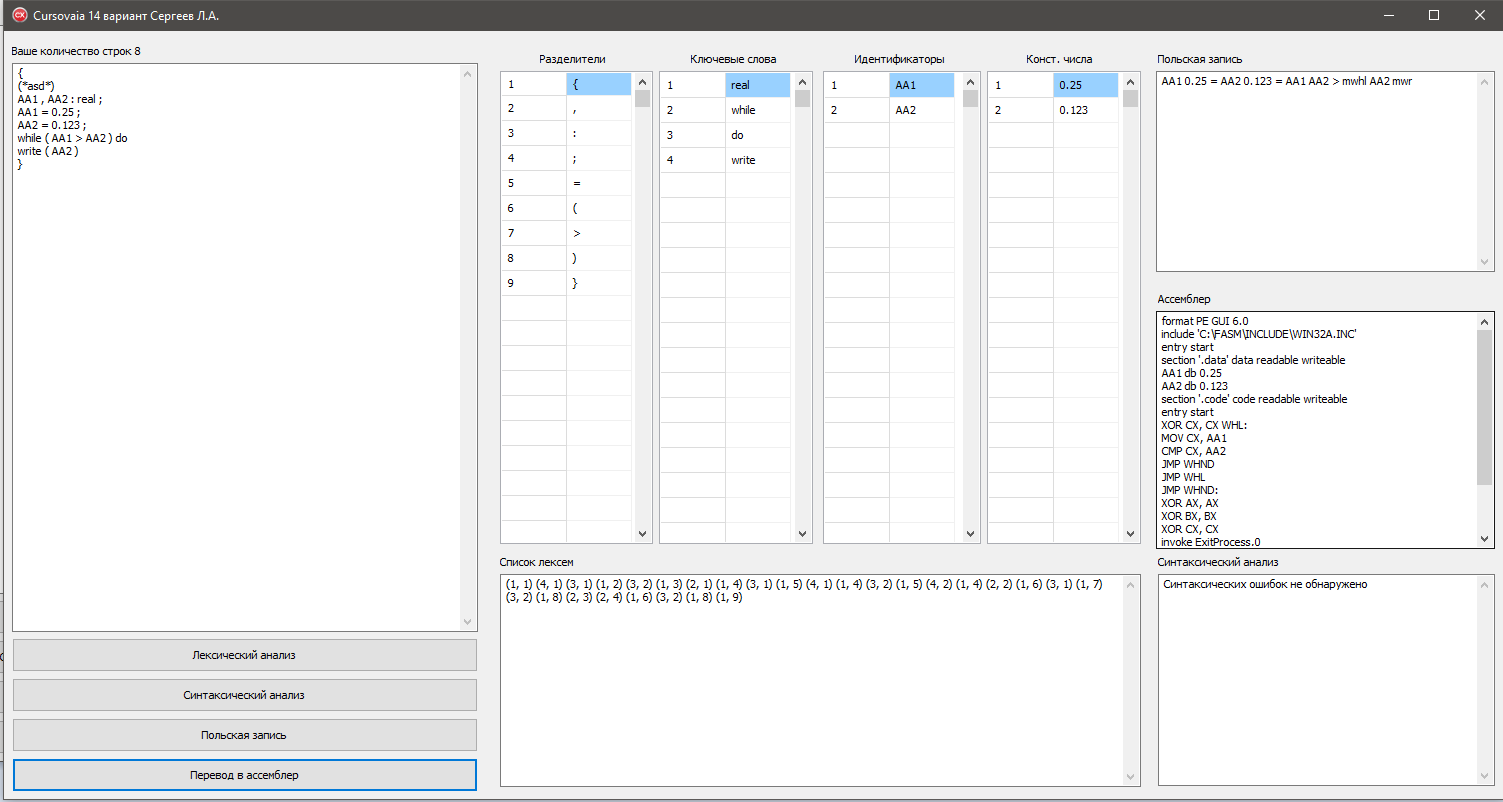 Cursovaia 14 вариант Сергеев Л.А.
Ваше количество строк 8
{
(*asd*)
AA1 , AA2 : real ;
AA1 = 0.25 ;
AA2 = 0.123 ;
while ( AA1 > AA2 ) do
write ( AA2 )
}
Лексический анализ
Синтаксический анализ
Польская запись
Перевод в ассемблер
Разделители
1 {
2 ,
3 :
4 ;
5 =
6 (
7 >
8 )
9 }
Ключевые слова
1 real
2 while
3 do
4 write
Идентификаторы
1 AA1
2 AA2
Конст. числа
1 0.25
2 0.123
Список лексем
(1, 1) (4, 1) (3, 1) (1, 2) (3, 2) (1, 3) (2, 1) (1, 4) (3, 1) (1, 5) (4, 1) (1, 4) (3, 2) (1, 5) (4, 2) (1, 4) (2, 2) (1, 6) (3, 1) (1, 7)
(3, 2) (1, 8) (2, 3) (2, 4) (1, 6) (3, 2) (1, 8) (1, 9)
Польская запись
AA1 0.25 = AA2 0.123 = AA1 AA2 > mwhl AA2 mwr
Ассемблер
format PE GUI 6.0
include 'C:\FASM\INCLUDE\WIN32A.INC'
entry start
section '.data' data readable writeable
AA1 db 0.25
AA2 db 0.123
section '.code' code readable writeable
entry start
XOR CX, CX WHL:
MOV CX, AA1
CMP CX, AA2
JMP WHND
JMP WHL
JMP WHND:
XOR AX, AX
XOR BX, BX
XOR CX, CX
invoke ExitProcess.0
Синтаксический анализ
Синтаксических ошибок не обнаружено